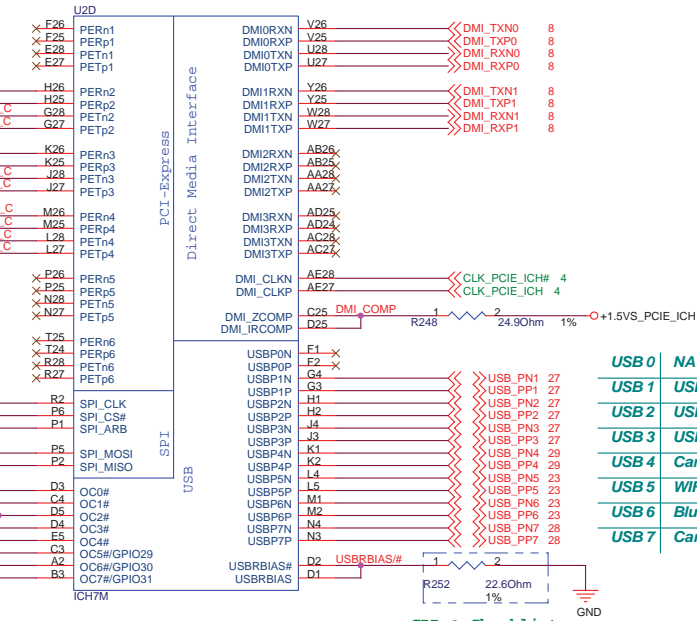 U2D
F26 PERn1 DMI0RXN V26 DMI_TXN0 8
F25 PERp1 DMI0RXP V25 DMI_TXP0 8
E28 PETn1 DMI0TXN U28 DMI_RXN0 8
E27 PETp1 DMI0TXP U27 DMI_RXP0 8
H26 PERn2 DMI1RXN Y26 DMI_TXN1 8
H25 PERp2 DMI1RXP Y25 DMI_TXP1 8
C G28 PETn2 DMI1TXN W28 DMI_RXN1 8
C G27 PETp2 DMI1TXP W27 DMI_RXP1 8
K26 PERn3 DMI2RXN AB26
K25 PERp3 DMI2RXP AB25
C J28 PETn3 DMI2TXN AA28
C J27 PETp3 DMI2TXP AA27
_C M26 PERn4 DMI3RXN AD25
C M25 PERp4 DMI3RXP AD24
C L28 PETn4 DMI3TXN AC28
C L27 PETp4 DMI3TXP AC27
P26 PERn5 DMI_CLKN AE28 CLK_PCIE_ICH# 4
P25 PERp5 DMI_CLKP AE27 CLK_PCIE_ICH 4
N28 PETn5
N27 PETp5 DMI_ZCOMP C25 DMI_COMP 1 2 +1.5VS_PCIE_ICH
DMI_IRCOMP D25 R248 24.9Ohm 1%
T25 PERn6
T24 PERp6 USBP0N F1
R28 PETn6 USBP0P F2
R27 PETp6 USBP1N G4 USB_PN1 27
USBP1P G3 USB_PP1 27
R2 SPI_CLK USBP2N H1 USB_PN2 27
P6 SPI_CS# USBP2P H2 USB_PP2 27
P1 SPI_ARB USBP3N J4 USB_PN3 27
USBP3P J3 USB_PP3 27
P5 SPI_MOSI USBP4N K1 USB_PN4 29
P2 SPI_MISO USBP4P K2 USB_PP4 29
USBP5N L4 USB_PN5 23
D3 OC0# USBP5P L5 USB_PP5 23
C4 OC1# USBP6N M1 USB_PN6 23
D5 OC2# USBP6P M2 USB_PP6 23
D4 OC3# USBP7N N4 USB_PN7 28
E5 OC4# USBP7P N3 USB_PP7 28
C3 OC5#/GPIO29
A2 OC6#/GPIO30 USBRBIAS# D2 USBRBIAS/# 1 2
B3 OC7#/GPIO31 USBRBIAS D1 R252 22.6Ohm
1%
ICH7M
GND
PCI-Express
Direct Media Interface
SPI
USB
USB 0 NA
USB 1
USB 2
USB 3
USB 4
USB 5
USB 6
USB 7